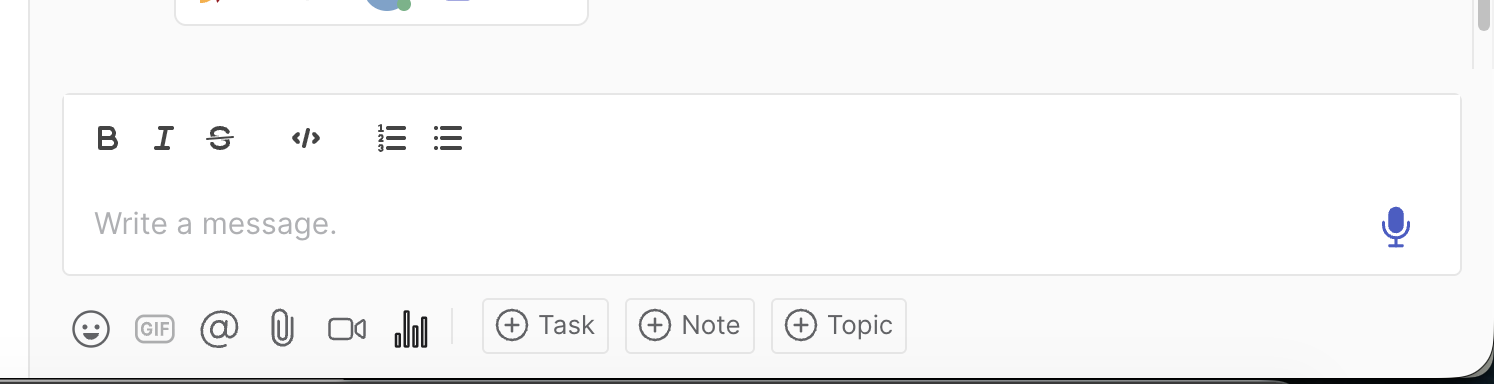 B I S </>
Write a message.
GIF @ Task Note Topic